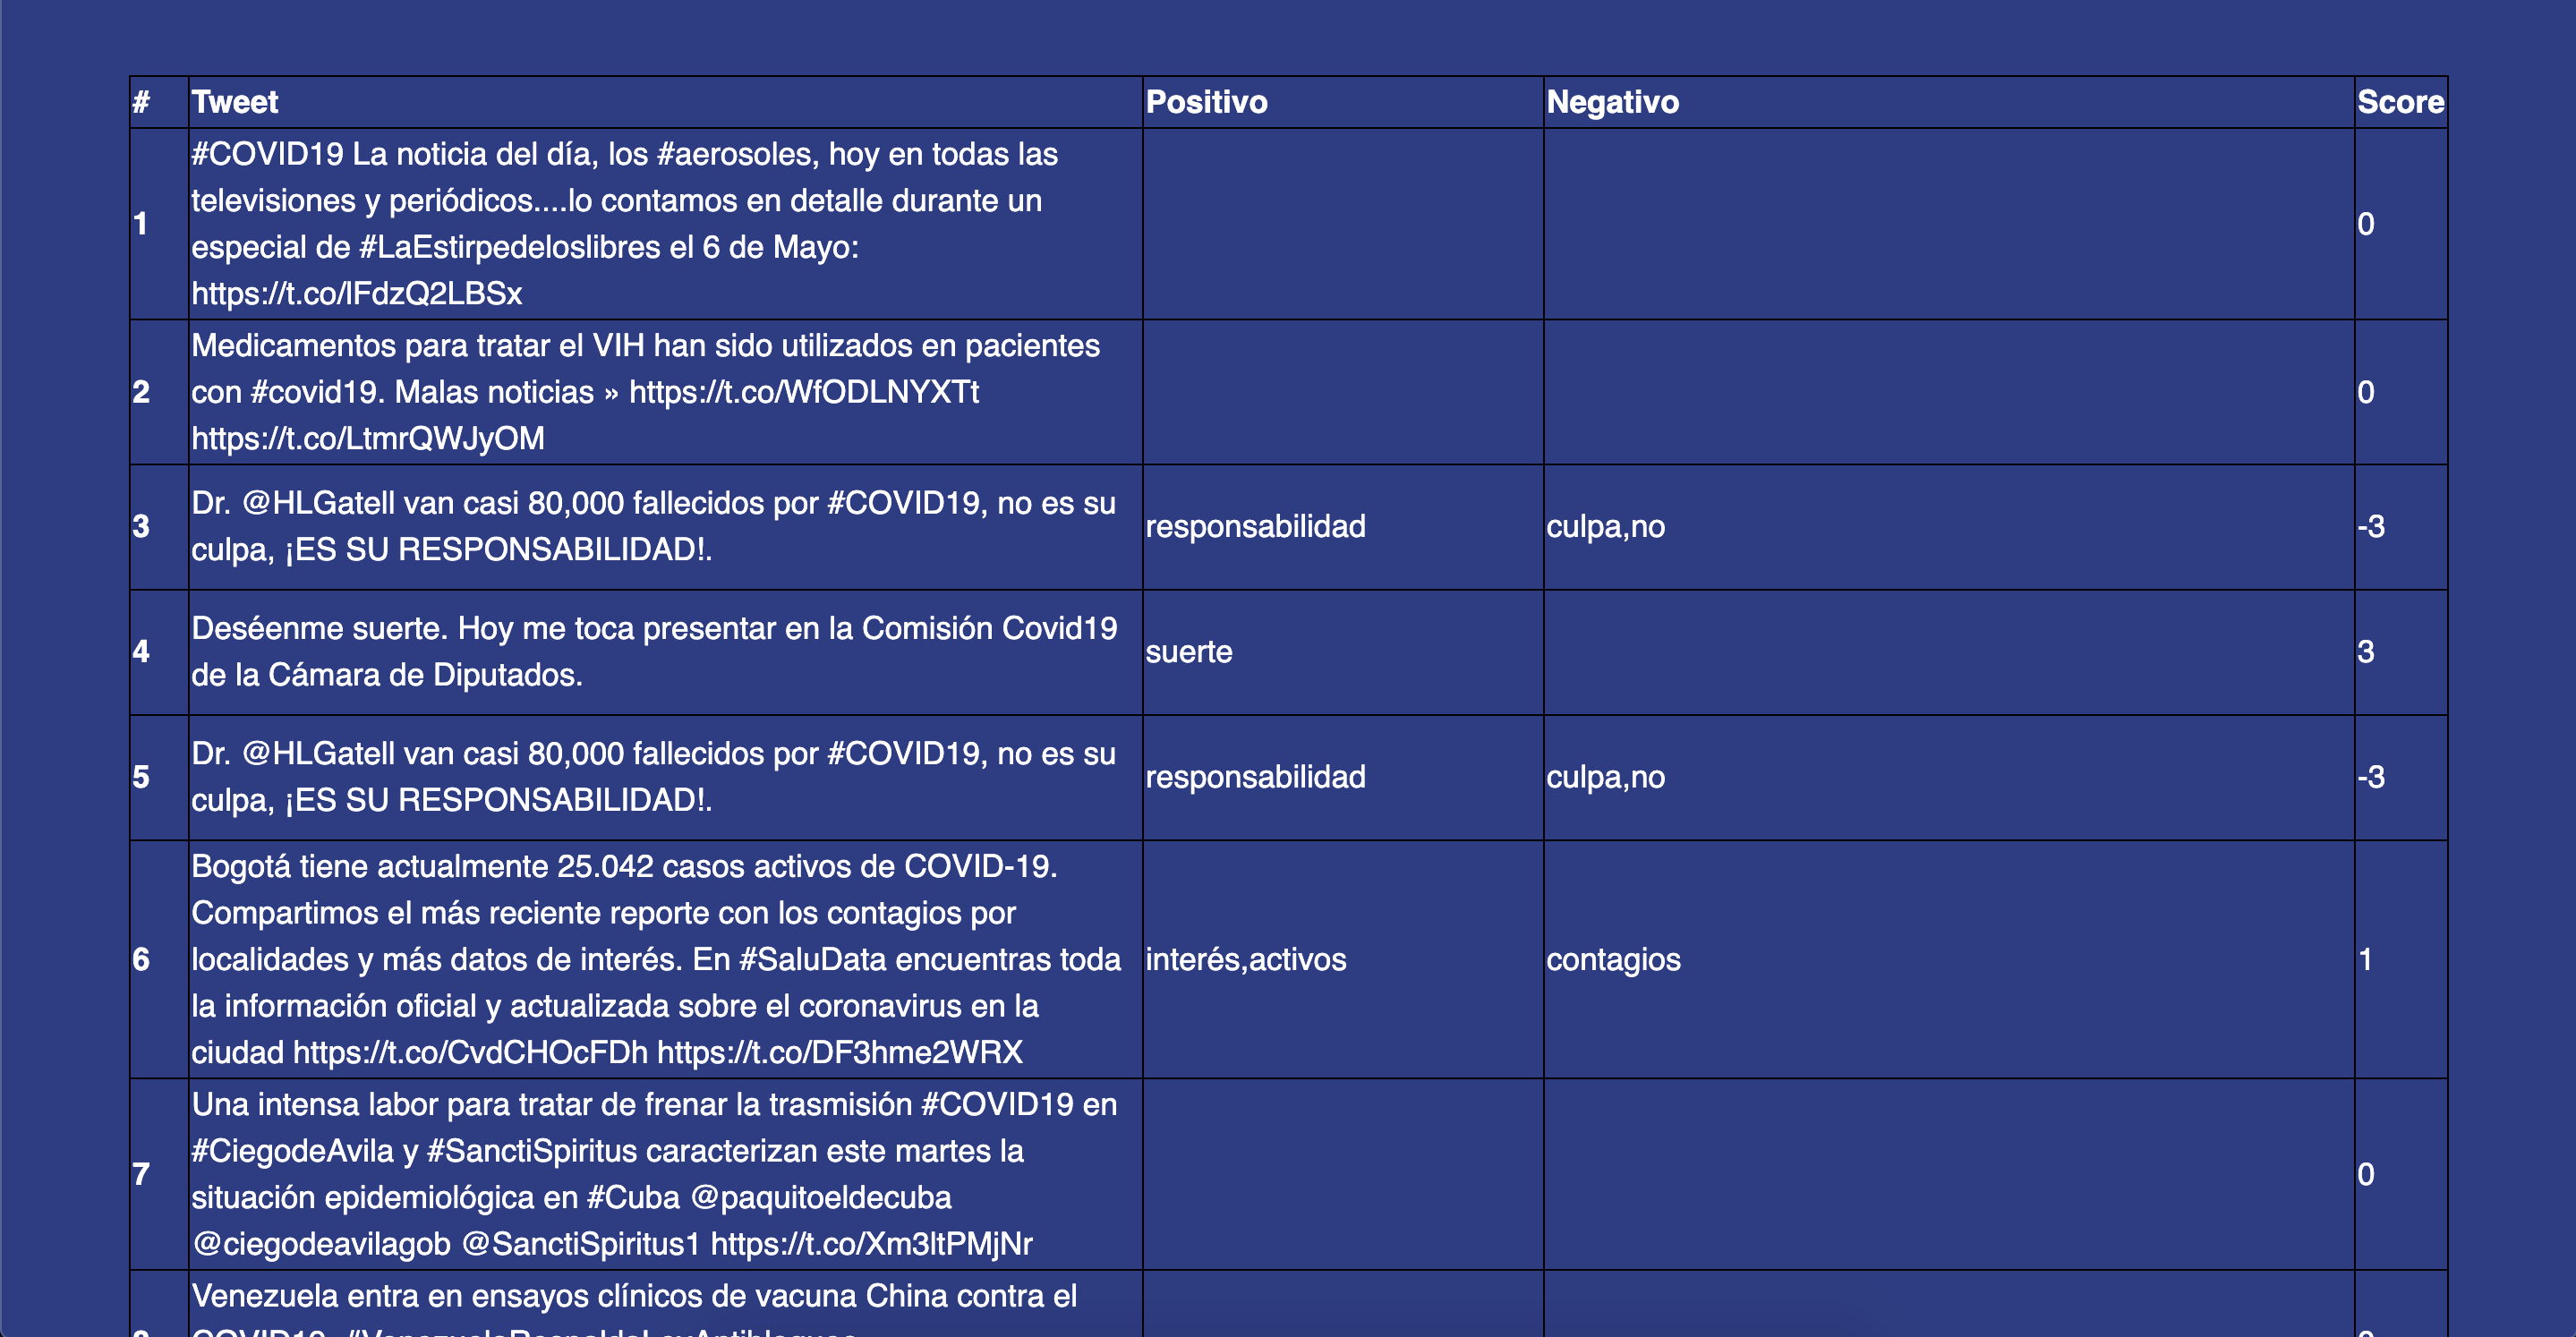 # Tweet Positivo Negativo Score
#COVID19 La noticia del día, los #aerosoles, hoy en todas las
televisiones y periódicos....lo contamos en detalle durante un
1 0
especial de #LaEstirpedeloslibres el 6 de Mayo:
https://t.co/lFdzQ2LBSx
Medicamentos para tratar el VIH han sido utilizados en pacientes
2 con #covid19. Malas noticias » https://t.co/WfODLNYXTt 0
https://t.co/LtmrQWJyOM
Dr. @HLGatell van casi 80,000 fallecidos por #COVID19, no es su
3 responsabilidad culpa,no -3
culpa, ¡ES SU RESPONSABILIDAD!.
Deséenme suerte. Hoy me toca presentar en la Comisión Covid19
4 suerte 3
de la Cámara de Diputados.
Dr. @HLGatell van casi 80,000 fallecidos por #COVID19, no es su
5 responsabilidad culpa,no -3
culpa, ¡ES SU RESPONSABILIDAD!.
Bogotá tiene actualmente 25.042 casos activos de COVID-19.
Compartimos el más reciente reporte con los contagios por
6 localidades y más datos de interés. En #SaluData encuentras toda interés,activos contagios 1
la información oficial y actualizada sobre el coronavirus en la
ciudad https://t.co/CvdCHOcFDh https://t.co/DF3hme2WRX
Una intensa labor para tratar de frenar la trasmisión #COVID19 en
#CiegodeAvila y #SanctiSpiritus caracterizan este martes la
7 0
situación epidemiológica en #Cuba @paquitoeldecuba
@ciegodeavilagob @SanctiSpiritus1 https://t.co/Xm3ltPMjNr
Venezuela entra en ensayos clínicos de vacuna China contra el